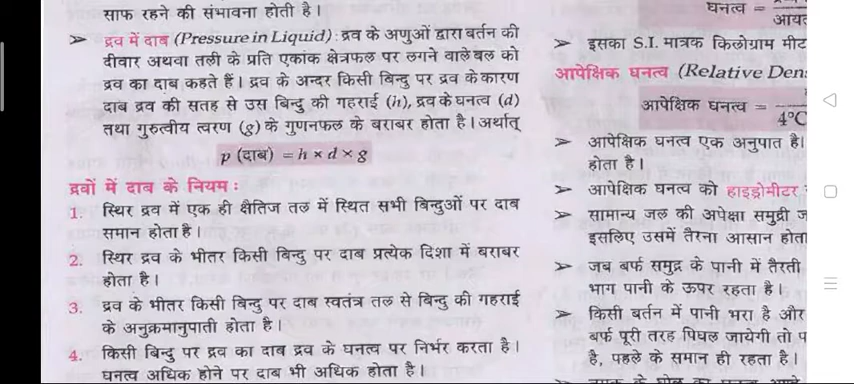 साफ रहने की संभावना होती है।
➤ द्रव में दाब (Pressure in Liquid) : द्रव के अणुओं द्वारा बर्तन की
दीवार अथवा तली के प्रति एकांक क्षेत्रफल पर लगने वाले बल को
द्रव का दाब कहते हैं। द्रव के अन्दर किसी बिन्दु पर द्रव के कारण
दाब द्रव की सतह से उस बिन्दु की गहराई (h), द्रव के घनत्व (d)
तथा गुरुत्वीय त्वरण (g) के गुणनफल के बराबर होता है। अर्थात्
p (दाब) = h × d × g
द्रवों में दाब के नियम :
1. स्थिर द्रव में एक ही क्षैतिज तल में स्थित सभी बिन्दुओं पर दाब
समान होता है।
2. स्थिर द्रव के भीतर किसी बिन्दु पर दाब प्रत्येक दिशा में बराबर
होता है।
3. द्रव के भीतर किसी बिन्दु पर दाब स्वतंत्र तल से बिन्दु की गहराई
के अनुक्रमानुपाती होता है।
4. किसी बिन्दु पर द्रव का दाब द्रव के घनत्व पर निर्भर करता है।
घनत्व अधिक होने पर दाब भी अधिक होता है।
घनत्व =
आयत
➤ इसका S.I. मात्रक किलोग्राम मीट
आपेक्षिक घनत्व (Relative Den
आपेक्षिक घनत्व =
4°C
➤ आपेक्षिक घनत्व एक अनुपात है।
होता है।
➤ आपेक्षिक घनत्व को हाइड्रोमीटर
➤ सामान्य जल की अपेक्षा समुद्री ज
इसलिए उसमें तैरना आसान होता
➤ जब बर्फ समुद्र के पानी में तैरती
भाग पानी के ऊपर रहता है।
➤ किसी बर्तन में पानी भरा है और
बर्फ पूरी तरह पिघल जायेगी तो प
है, पहले के समान ही रहता है।